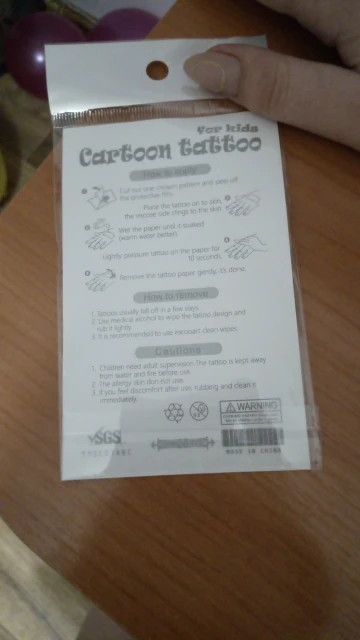 for kids
Cartoon tattoo
How to apply
Cut out one chosen pattern and peel off
the protective film.
Place the tattoo on to skin,
the viscose side clings to the skin.
Wet the paper until it soaked
(warm water better).
Lightly pressure tattoo on the paper for
10 seconds.
Remove the tattoo paper gently, it's done.
How to remove
1. Tattoos usually fall off in a few days.
2. Use medical alcohol to wipe the tattoo design and
rub it lightly
3. It is recommended to use clean wipes.
Cautions
1. Children need adult supervision. The tattoo is kept away
from water and fire before use.
2. The allergy skin don not use.
3. If you feel discomfort after use, rubbing and clean it
immediately.
WARNING
SGS
MADE IN CHINA